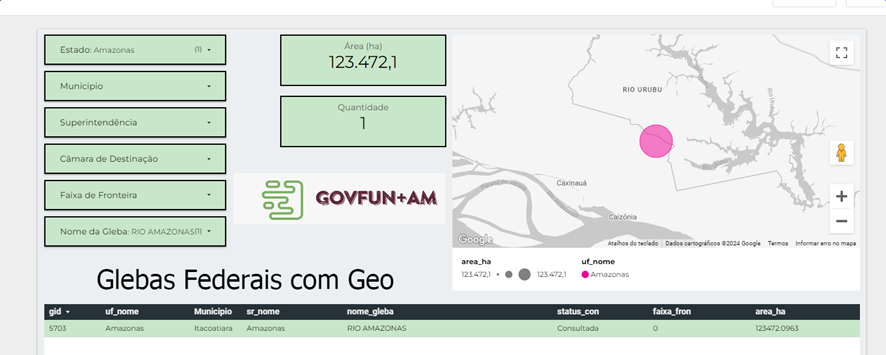 Estado: Amazonas (1)
Município
Superintendência
Câmara de Destinação
Faixa de Fronteira
Nome da Gleba: RIO AMAZONAS (1)
Área (ha)
123.472,1
Quantidade
1
GOVFUN+AM
RIO URUBU
Caxinauá
Caizônia
Google
Atalhos do teclado
Dados cartográficos ©2024 Google
Termos
Informar erro no mapa
area_ha
123.472,1
123.472,1
uf_nome
Amazonas
Glebas Federais com Geo
gid uf_nome Município sr_nome nome_gleba status_con faixa_fron area_ha
5703 Amazonas Itacoatiara Amazonas RIO AMAZONAS Consultada 0 123472.0963